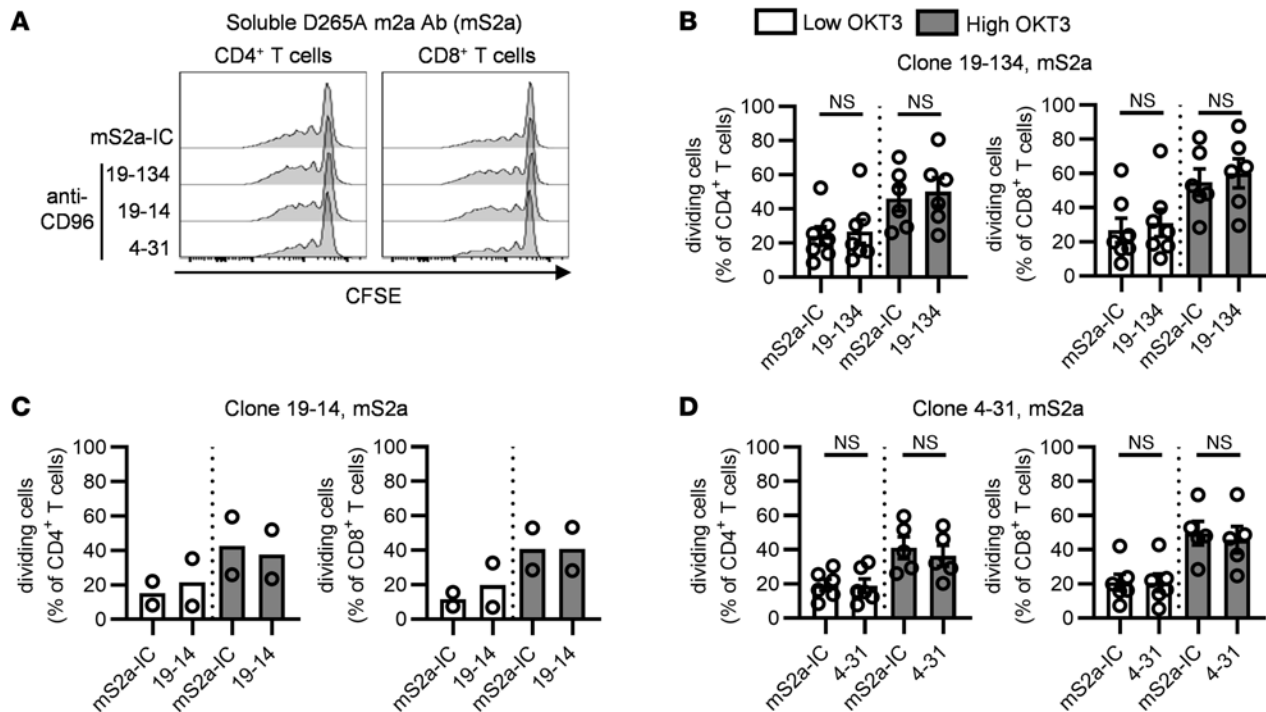 A
Soluble D265A m2a Ab (mS2a)
CD4+ T cells
CD8+ T cells
mS2a-IC
anti-
CD96
19-134
19-14
4-31
CFSE
B
Low OKT3
High OKT3
Clone 19-134, mS2a
dividing cells
(% of CD4+ T cells)
100
80
60
40
20
0
NS
NS
mS2a-IC
19-134
mS2a-IC
19-134
dividing cells
(% of CD8+ T cells)
100
80
60
40
20
0
NS
NS
mS2a-IC
19-134
mS2a-IC
19-134
C
Clone 19-14, mS2a
dividing cells
(% of CD4+ T cells)
100
80
60
40
20
0
mS2a-IC
19-14
mS2a-IC
19-14
dividing cells
(% of CD8+ T cells)
100
80
60
40
20
0
mS2a-IC
19-14
mS2a-IC
19-14
D
Clone 4-31, mS2a
dividing cells
(% of CD4+ T cells)
100
80
60
40
20
0
NS
NS
mS2a-IC
4-31
mS2a-IC
4-31
dividing cells
(% of CD8+ T cells)
100
80
60
40
20
0
NS
NS
mS2a-IC
4-31
mS2a-IC
4-31